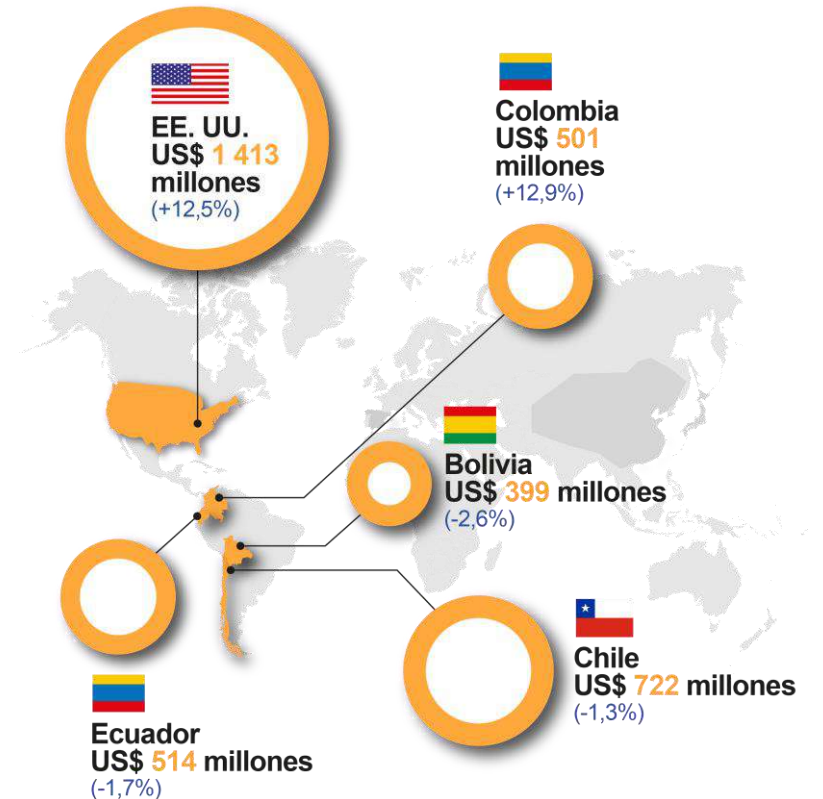 EE. UU.
US$ 1 413
millones
(+12,5%)
Colombia
US$ 501
millones
(+12,9%)
Bolivia
US$ 399 millones
(-2,6%)
Chile
US$ 722 millones
(-1,3%)
Ecuador
US$ 514 millones
(-1,7%)